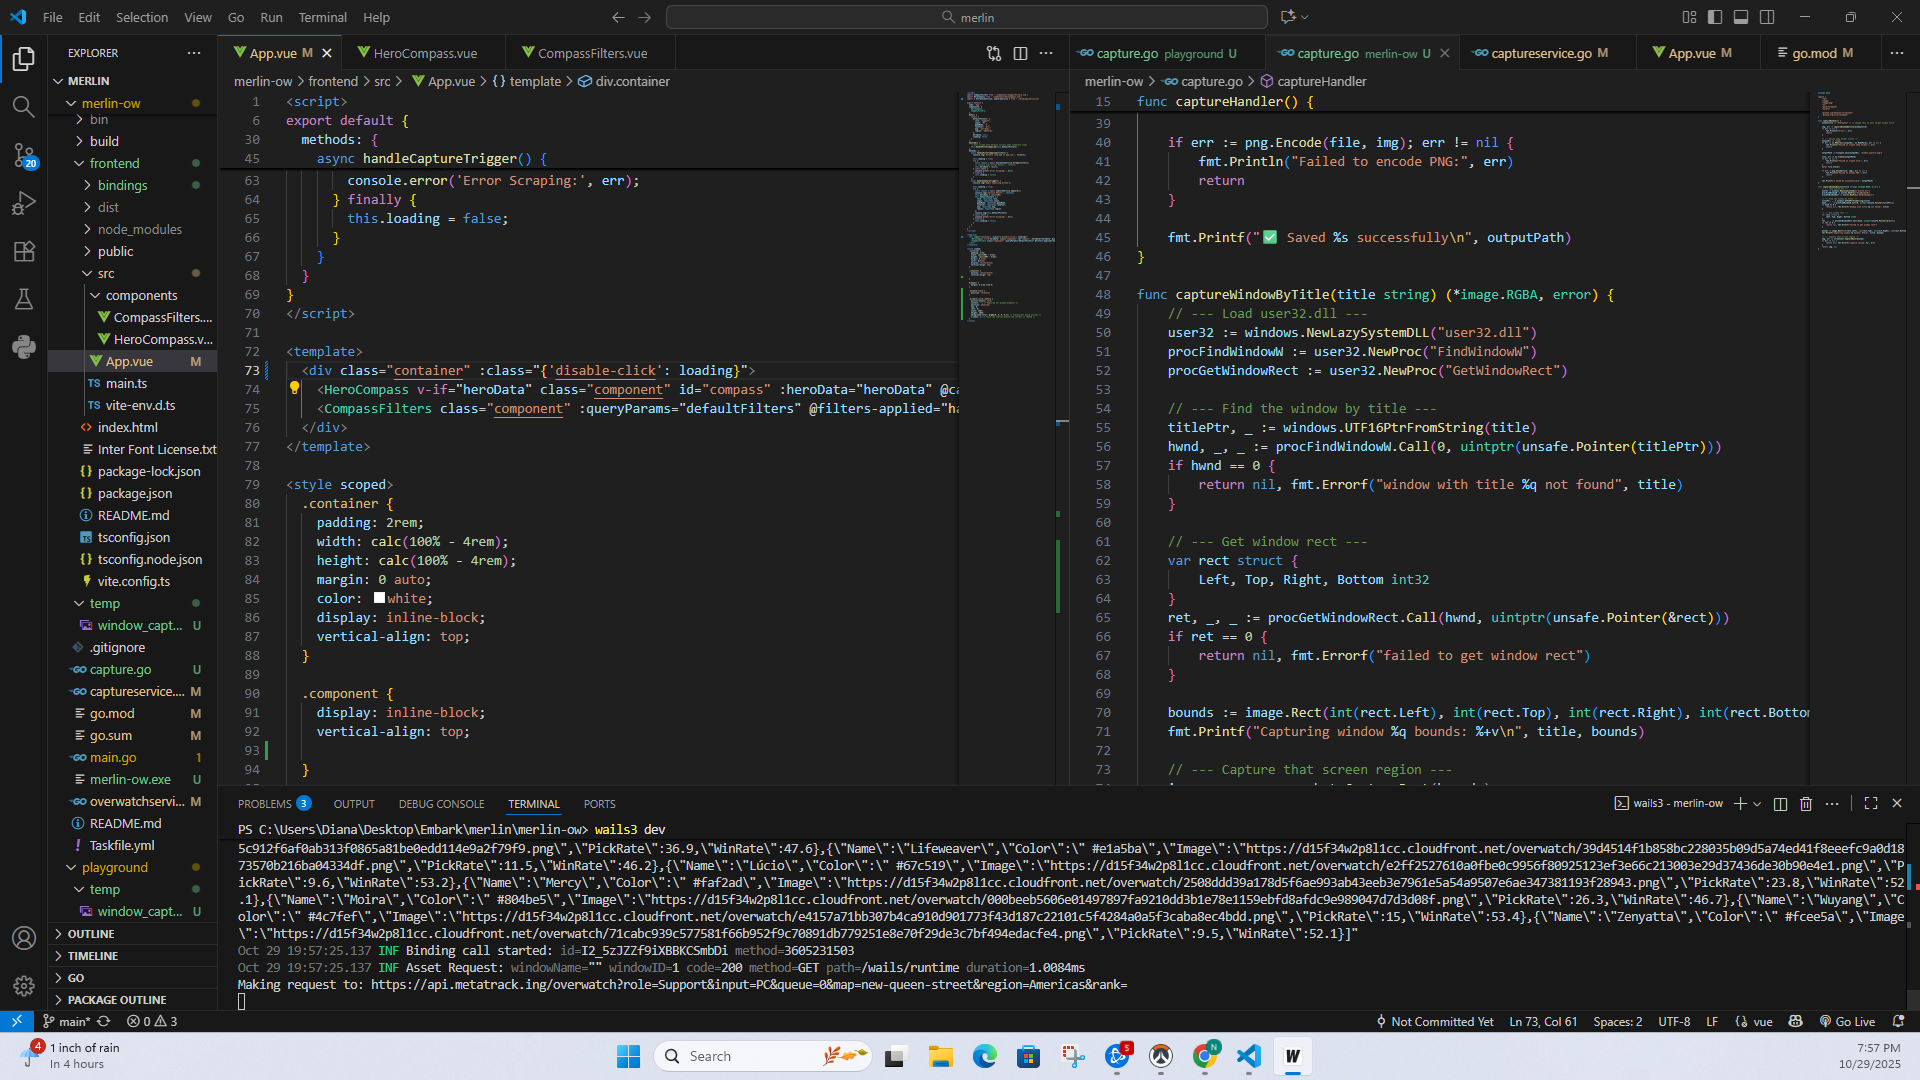 File Edit Selection View Go Run Terminal Help
merlin
EXPLORER
MERLIN
merlin-ow
bin
build
frontend
bindings
dist
node_modules
public
src
components
CompassFilters....
HeroCompass.v...
App.vue M
TS main.ts
TS vite-env.d.ts
index.html
Inter Font License.txt
package-lock.json
package.json
README.md
tsconfig.json
tsconfig.node.json
vite.config.ts
temp
window_capt... U
.gitignore
capture.go U
captureservice.... M
go.mod M
go.sum M
main.go 1
merlin-ow.exe U
overwatchservi... M
README.md
Taskfile.yml
playground
temp
window_capt... U
OUTLINE
TIMELINE
GO
PACKAGE OUTLINE
20
App.vue M
HeroCompass.vue
CompassFilters.vue
merlin-ow > frontend > src > App.vue > {} template > div.container
1 <script>
6 export default {
30 methods: {
45 async handleCaptureTrigger() {
63 console.error('Error Scraping:', err);
64 } finally {
65 this.loading = false;
66 }
67 }
68 }
69 }
70 </script>
71
72 <template>
73 <div class="container" :class="{'disable-click': loading}">
74 <HeroCompass v-if="heroData" class="component" id="compass" :heroData="heroData" @ca
75 <CompassFilters class="component" :queryParams="defaultFilters" @filters-applied="ha
76 </div>
77 </template>
78
79 <style scoped>
80 .container {
81 padding: 2rem;
82 width: calc(100% - 4rem);
83 height: calc(100% - 4rem);
84 margin: 0 auto;
85 color: white;
86 display: inline-block;
87 vertical-align: top;
88 }
89
90 .component {
91 display: inline-block;
92 vertical-align: top;
93
94 }
capture.go playground U
capture.go merlin-ow U
captureservice.go M
App.vue M
go.mod M
merlin-ow > capture.go > captureHandler
15 func captureHandler() {
39
40 if err := png.Encode(file, img); err != nil {
41 fmt.Println("Failed to encode PNG:", err)
42 return
43 }
44
45 fmt.Printf("✅ Saved %s successfully\n", outputPath)
46 }
47
48 func captureWindowByTitle(title string) (*image.RGBA, error) {
49 // --- Load user32.dll ---
50 user32 := windows.NewLazySystemDLL("user32.dll")
51 procFindWindowW := user32.NewProc("FindWindowW")
52 procGetWindowRect := user32.NewProc("GetWindowRect")
53
54 // --- Find the window by title ---
55 titlePtr, _ := windows.UTF16PtrFromString(title)
56 hwnd, _, _ := procFindWindowW.Call(0, uintptr(unsafe.Pointer(titlePtr)))
57 if hwnd == 0 {
58 return nil, fmt.Errorf("window with title %q not found", title)
59 }
60
61 // --- Get window rect ---
62 var rect struct {
63 Left, Top, Right, Bottom int32
64 }
65 ret, _, _ := procGetWindowRect.Call(hwnd, uintptr(unsafe.Pointer(&rect)))
66 if ret == 0 {
67 return nil, fmt.Errorf("failed to get window rect")
68 }
69
70 bounds := image.Rect(int(rect.Left), int(rect.Top), int(rect.Right), int(rect.Bottom
71 fmt.Printf("Capturing window %q bounds: %+v\n", title, bounds)
72
73 // --- Capture that screen region ---
PROBLEMS 3 OUTPUT DEBUG CONSOLE TERMINAL PORTS
wails3 - merlin-ow
PS C:\Users\Diana\Desktop\Embark\merlin\merlin-ow> wails3 dev
5c912f6af0ab313f0865a81be0edd114e9a2f79f9.png\",\"PickRate\":36.9,\"WinRate\":47.6},{\"Name\":\"Lifeweaver\",\"Color\":\" #e1a5ba\",\"Image\":\"https://d15f34w2p8l1cc.cloudfront.net/overwatch/39d4514f1b858bc228035b09d5a74ed41f8eeefc9a0d18
73570b216ba04334df.png\",\"PickRate\":11.5,\"WinRate\":46.2},{\"Name\":\"Lúcio\",\"Color\":\" #67c519\",\"Image\":\"https://d15f34w2p8l1cc.cloudfront.net/overwatch/e2ff2527610a0fbe0c9956f80925123ef3e66c213003e29d37436de30b90e4e1.png\",\"P
ickRate\":9.6,\"WinRate\":53.2},{\"Name\":\"Mercy\",\"Color\":\" #faf2ad\",\"Image\":\"https://d15f34w2p8l1cc.cloudfront.net/overwatch/2508ddd39a178d5f6ae993ab43eeb3e7961e5a54a9507e6ae347381193f28943.png\",\"PickRate\":23.8,\"WinRate\":52
.1},{\"Name\":\"Moira\",\"Color\":\" #804be5\",\"Image\":\"https://d15f34w2p8l1cc.cloudfront.net/overwatch/000beeb5606e01497897fa9210dd3b1e78e1159ebfd8afdc9e989047d7d3d08f.png\",\"PickRate\":26.3,\"WinRate\":46.7},{\"Name\":\"Wuyang\",\"C
olor\":\" #4c7fef\",\"Image\":\"https://d15f34w2p8l1cc.cloudfront.net/overwatch/e4157a71bb307b4ca910d901773f43d187c22101c5f4284a0a5f3caba8ec4bdd.png\",\"PickRate\":15,\"WinRate\":53.4},{\"Name\":\"Zenyatta\",\"Color\":\" #fcee5a\",\"Image
\":\"https://d15f34w2p8l1cc.cloudfront.net/overwatch/71cabc939c577581f66b952f9c70891db779251e8e70f29de3c7bf494edacfe4.png\",\"PickRate\":9.5,\"WinRate\":52.1}]"
Oct 29 19:57:25.137 INF Binding call started: id=I2_5zJZZf9iXBBKCSmbDi method=3605231503
Oct 29 19:57:25.137 INF Asset Request: windowName="" windowID=1 code=200 method=GET path=/wails/runtime duration=1.0084ms
Making request to: https://api.metatrack.ing/overwatch?role=Support&input=PC&queue=0&map=new-queen-street&region=Americas&rank=
main* 0 3 Not Committed Yet Ln 73, Col 61 Spaces: 2 UTF-8 LF {} vue Go Live
4 1 inch of rain
In 4 hours
Search
5
N
W
7:57 PM
10/29/2025